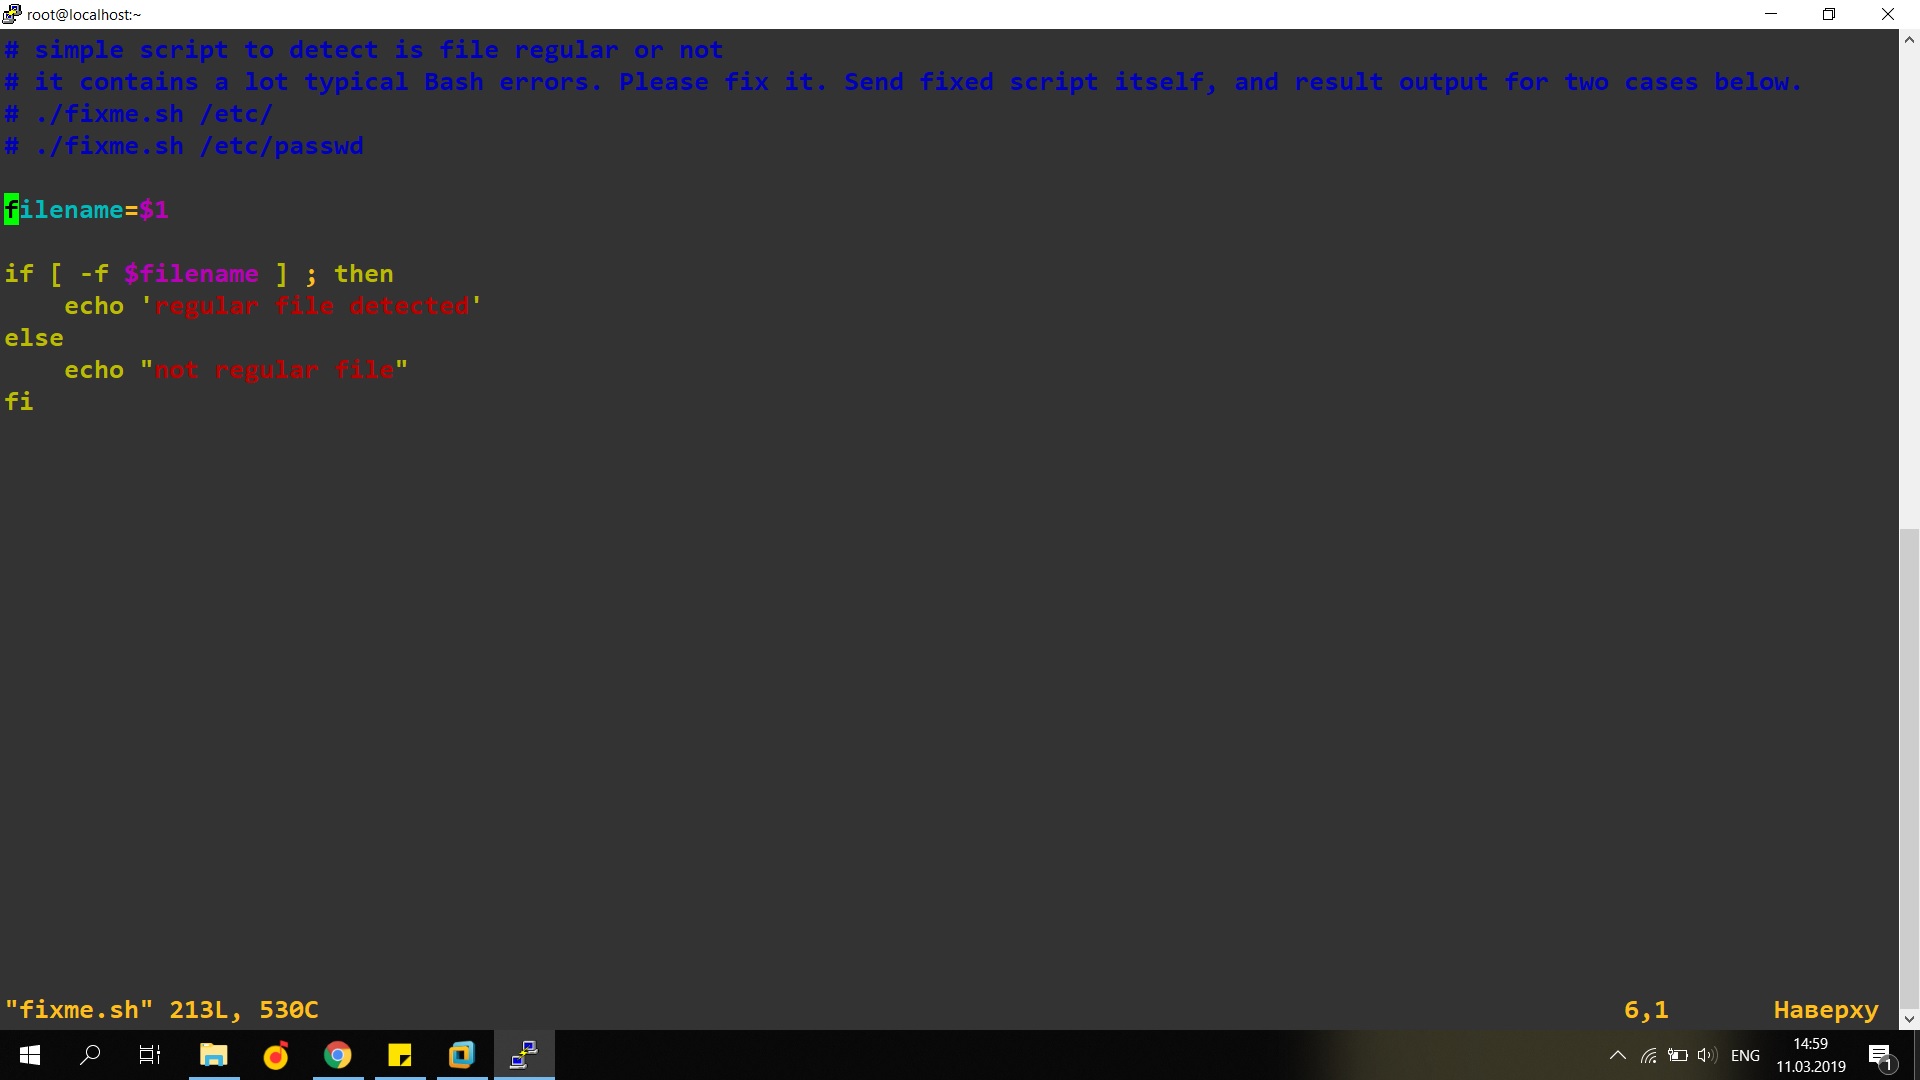 root@localhost:~
# simple script to detect is file regular or not
# it contains a lot typical Bash errors. Please fix it. Send fixed script itself, and result output for two cases below.
# ./fixme.sh /etc/
# ./fixme.sh /etc/passwd
filename=$1
if [ -f $filename ] ; then
    echo 'regular file detected'
else
    echo "not regular file"
fi
"fixme.sh" 213L, 530C 6,1 Наверху
ENG 14:59
11.03.2019 1